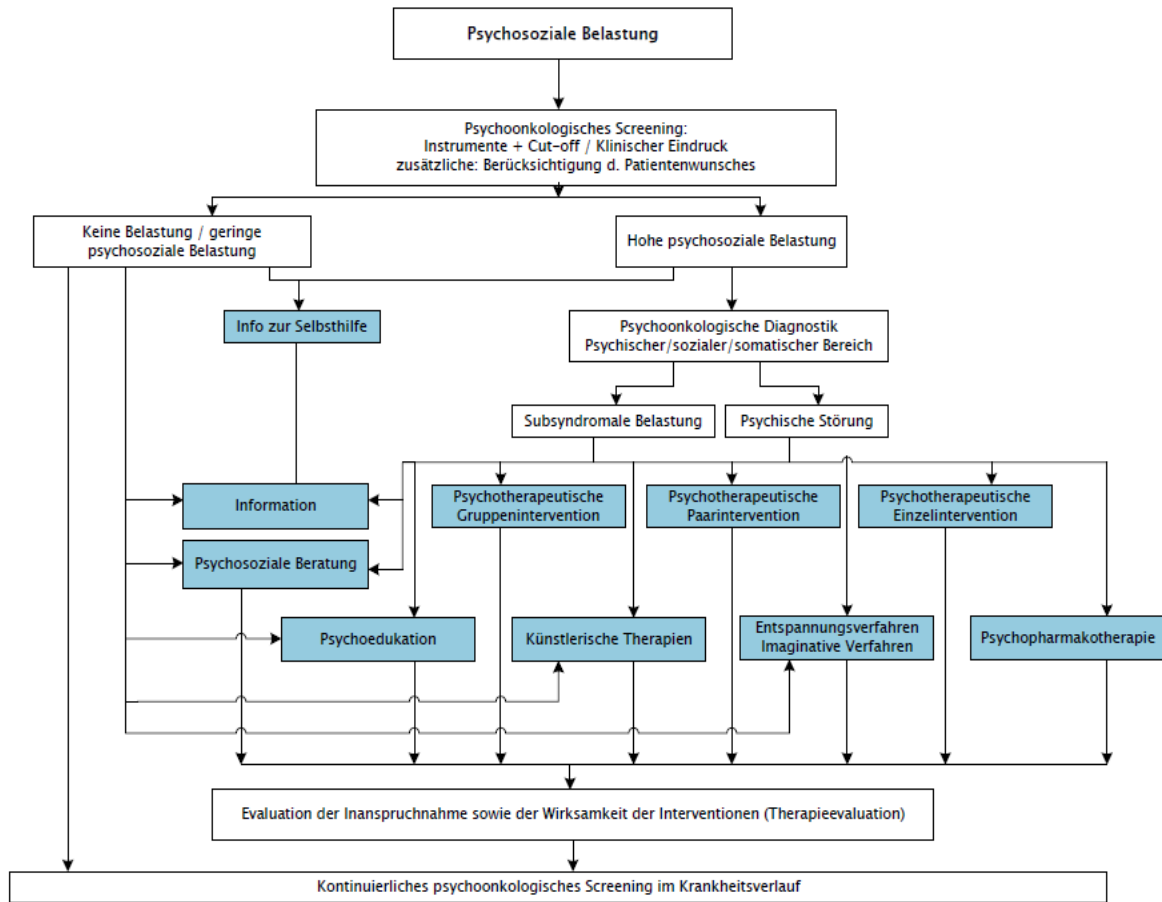 Psychosoziale Belastung
Psychoonkologisches Screening:
Instrumente + Cut-off / Klinischer Eindruck
zusätzliche: Berücksichtigung d. Patientenwunsches
Keine Belastung / geringe
psychosoziale Belastung
Hohe psychosoziale Belastung
Info zur Selbsthilfe
Psychoonkologische Diagnostik
Psychischer/sozialer/somatischer Bereich
Subsyndromale Belastung
Psychische Störung
Information
Psychotherapeutische
Gruppenintervention
Psychotherapeutische
Paarintervention
Psychotherapeutische
Einzelintervention
Psychosoziale Beratung
Psychoedukation
Künstlerische Therapien
Entspannungsverfahren
Imaginative Verfahren
Psychopharmakotherapie
Evaluation der Inanspruchnahme sowie der Wirksamkeit der Interventionen (Therapieevaluation)
Kontinuierliches psychoonkologisches Screening im Krankheitsverlauf